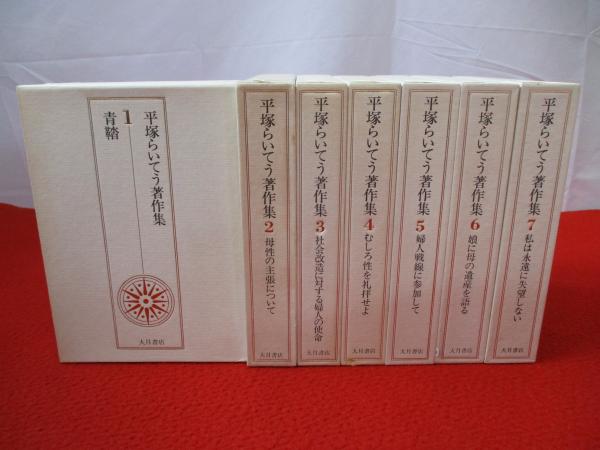 平塚らいてう著作集
1
青鞜
大月書店
平塚らいてう著作集 2 母性の主張について
大月書店
平塚らいてう著作集 3 社会改造に対する婦人の使命
大月書店
平塚らいてう著作集 4 むしろ性を礼拝せよ
大月書店
平塚らいてう著作集 5 婦人戦線に参加して
大月書店
平塚らいてう著作集 6 娘に母の遺産を語る
大月書店
平塚らいてう著作集 7 私は永遠に失望しない
大月書店